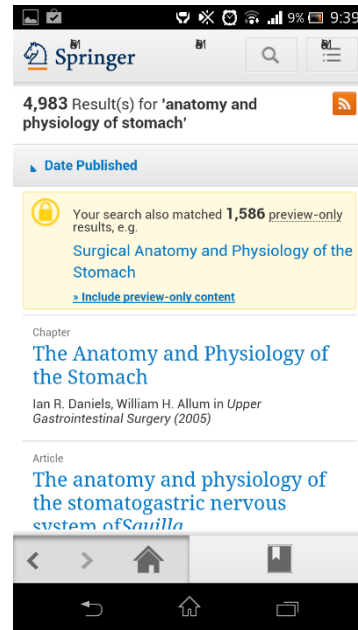 9% 9:39
Springer
4,983 Result(s) for 'anatomy and
physiology of stomach'
Date Published
Your search also matched 1,586 preview-only
results, e.g.
Surgical Anatomy and Physiology of the
Stomach
» Include preview-only content
Chapter
The Anatomy and Physiology of
the Stomach
Ian R. Daniels, William H. Allum in Upper
Gastrointestinal Surgery (2005)
Article
The anatomy and physiology of
the stomatogastric nervous
system ofSquilla